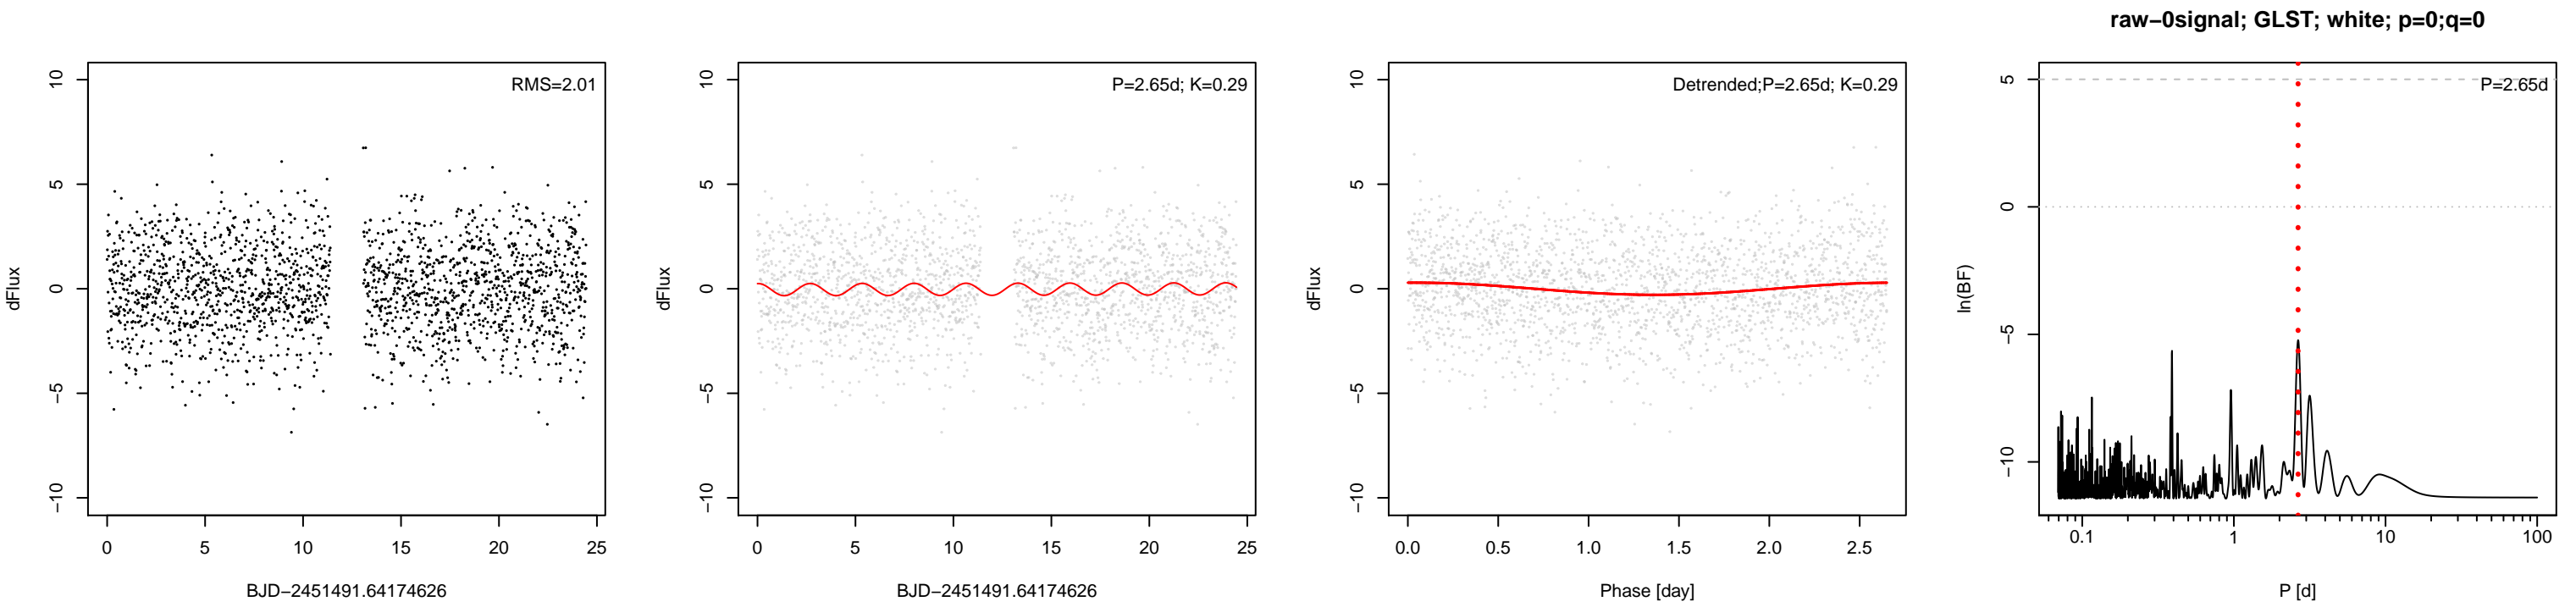 raw−0signal; GLST; white; p=0;q=0
RMS=2.01
dFlux
10
5
0
−5
−10
0 5 10 15 20 25
BJD−2451491.64174626
P=2.65d; K=0.29
dFlux
10
5
0
−5
−10
0 5 10 15 20 25
BJD−2451491.64174626
Detrended;P=2.65d; K=0.29
dFlux
10
5
0
−5
−10
0.0 0.5 1.0 1.5 2.0 2.5
Phase [day]
P=2.65d
ln(BF)
5
0
−5
−10
0.1 1 10 100
P [d]